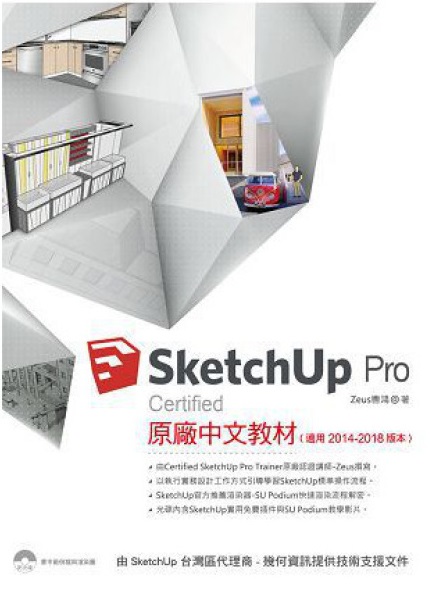 SketchUp Pro
Certified
Zeus
著
原廠中文教材(適用 2014-2018 版本)
由Certified SketchUp Pro Trainer原廠認證講師-Zeus撰寫。
以執行實務設計工作方式引導學習SketchUp標準操作流程。
SketchUp官方推薦渲染器-SU Podium快速渲染流程解密。
光碟內含SketchUp實用免費插件與SU Podium教學影片。
由 SketchUp 台灣區代理商 - 幾何資訊提供技術支援文件